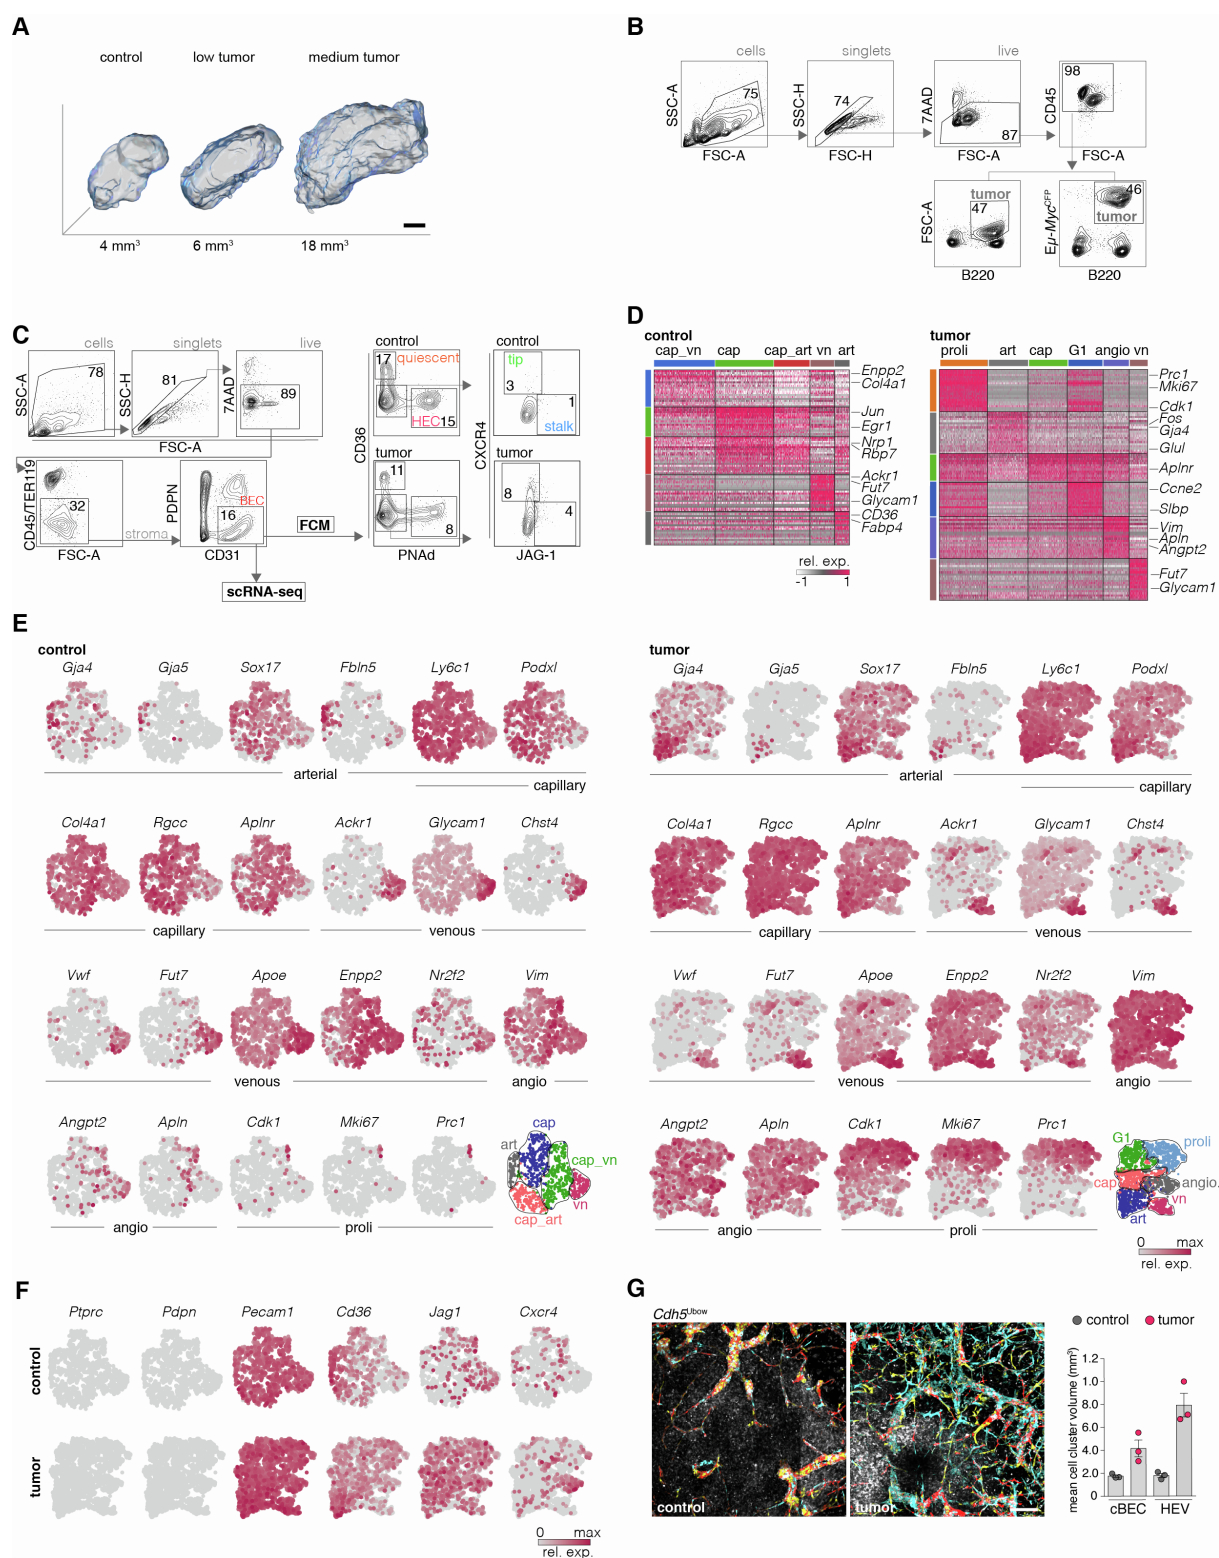 A
control low tumor medium tumor
4 mm³ 6 mm³ 18 mm³
B
cells singlets live
SSC-A 75 FSC-A
SSC-H 74 FSC-H
7AAD 87 FSC-A
CD45 98 FSC-A
FSC-A tumor 47 B220
Eμ-Myc CFP 46 tumor B220
C
cells singlets live
SSC-A 78
SSC-H 81
7AAD 89
FSC-A
CD45/TER119 32 FSC-A
stroma
PDPN BEC 16 CD31
FCM
scRNA-seq
control
17 quiescent
HEC 15
CD36
tumor
11
8
PNAd
control
tip
3
1
stalk
CXCR4
tumor
8
4
JAG-1
D
control
cap_vn cap cap_art vn art
Enpp2
Col4a1
Jun
Egr1
Nrp1
Rbp7
Ackr1
Fut7
Glycam1
CD36
Fabp4
rel. exp.
-1 1
tumor
proli art cap G1 angio vn
Prc1
Mki67
Cdk1
Fos
Gja4
Glul
Aplnr
Ccne2
Slbp
Vim
Apln
Angpt2
Fut7
Glycam1
E
control
Gja4 Gja5 Sox17 Fbln5 Ly6c1 Podxl
arterial
capillary
Col4a1 Rgcc Aplnr Ackr1 Glycam1 Chst4
capillary venous
Vwf Fut7 Apoe Enpp2 Nr2f2 Vim
venous angio
Angpt2 Apln Cdk1 Mki67 Prc1
angio proli
cap
art
cap_vn
vn
cap_art
tumor
Gja4 Gja5 Sox17 Fbln5 Ly6c1 Podxl
arterial
capillary
Col4a1 Rgcc Aplnr Ackr1 Glycam1 Chst4
capillary venous
Vwf Fut7 Apoe Enpp2 Nr2f2 Vim
venous angio
Angpt2 Apln Cdk1 Mki67 Prc1
angio proli
G1
proli
cap
angio.
vn
art
0 max
rel. exp.
F
Ptprc Pdpn Pecam1 Cd36 Jag1 Cxcr4
control
tumor
0 max
rel. exp.
G
Cdh5 Ubow
control
tumor
control tumor
mean cell cluster volume (mm³)
1.2
1.0
8.0
6.0
4.0
2.0
0
cBEC HEV